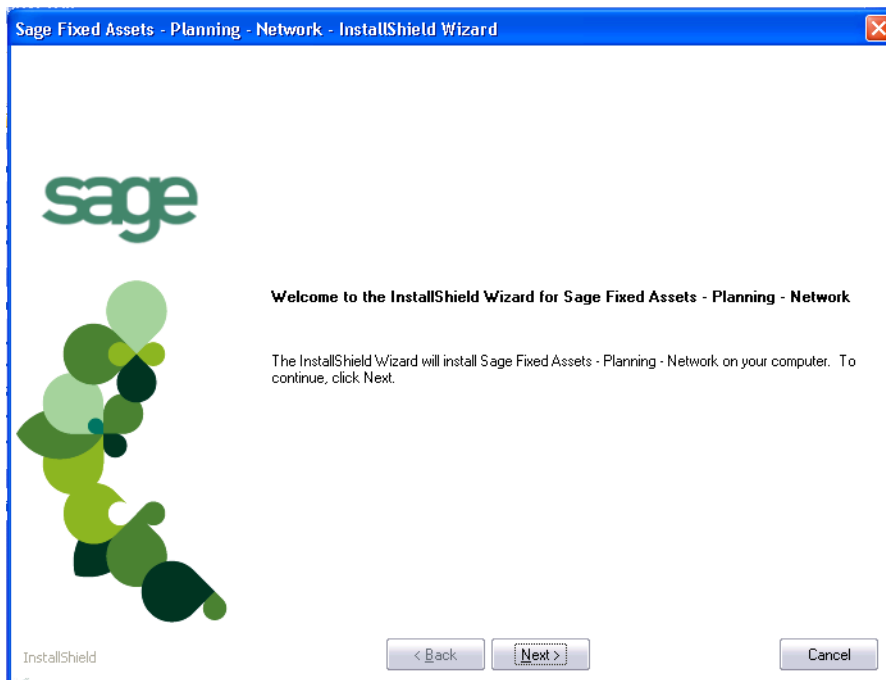 Sage Fixed Assets - Planning - Network - InstallShield Wizard
sage
Welcome to the InstallShield Wizard for Sage Fixed Assets - Planning - Network
The InstallShield Wizard will install Sage Fixed Assets - Planning - Network on your computer. To
continue, click Next.
InstallShield
< Back Next > Cancel